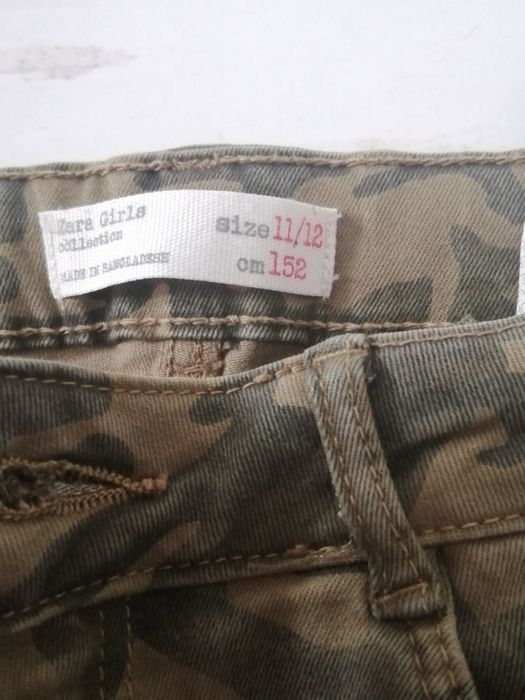 Zara Girls
collection
MADE IN BANGLADESH
size 11/12
cm 152